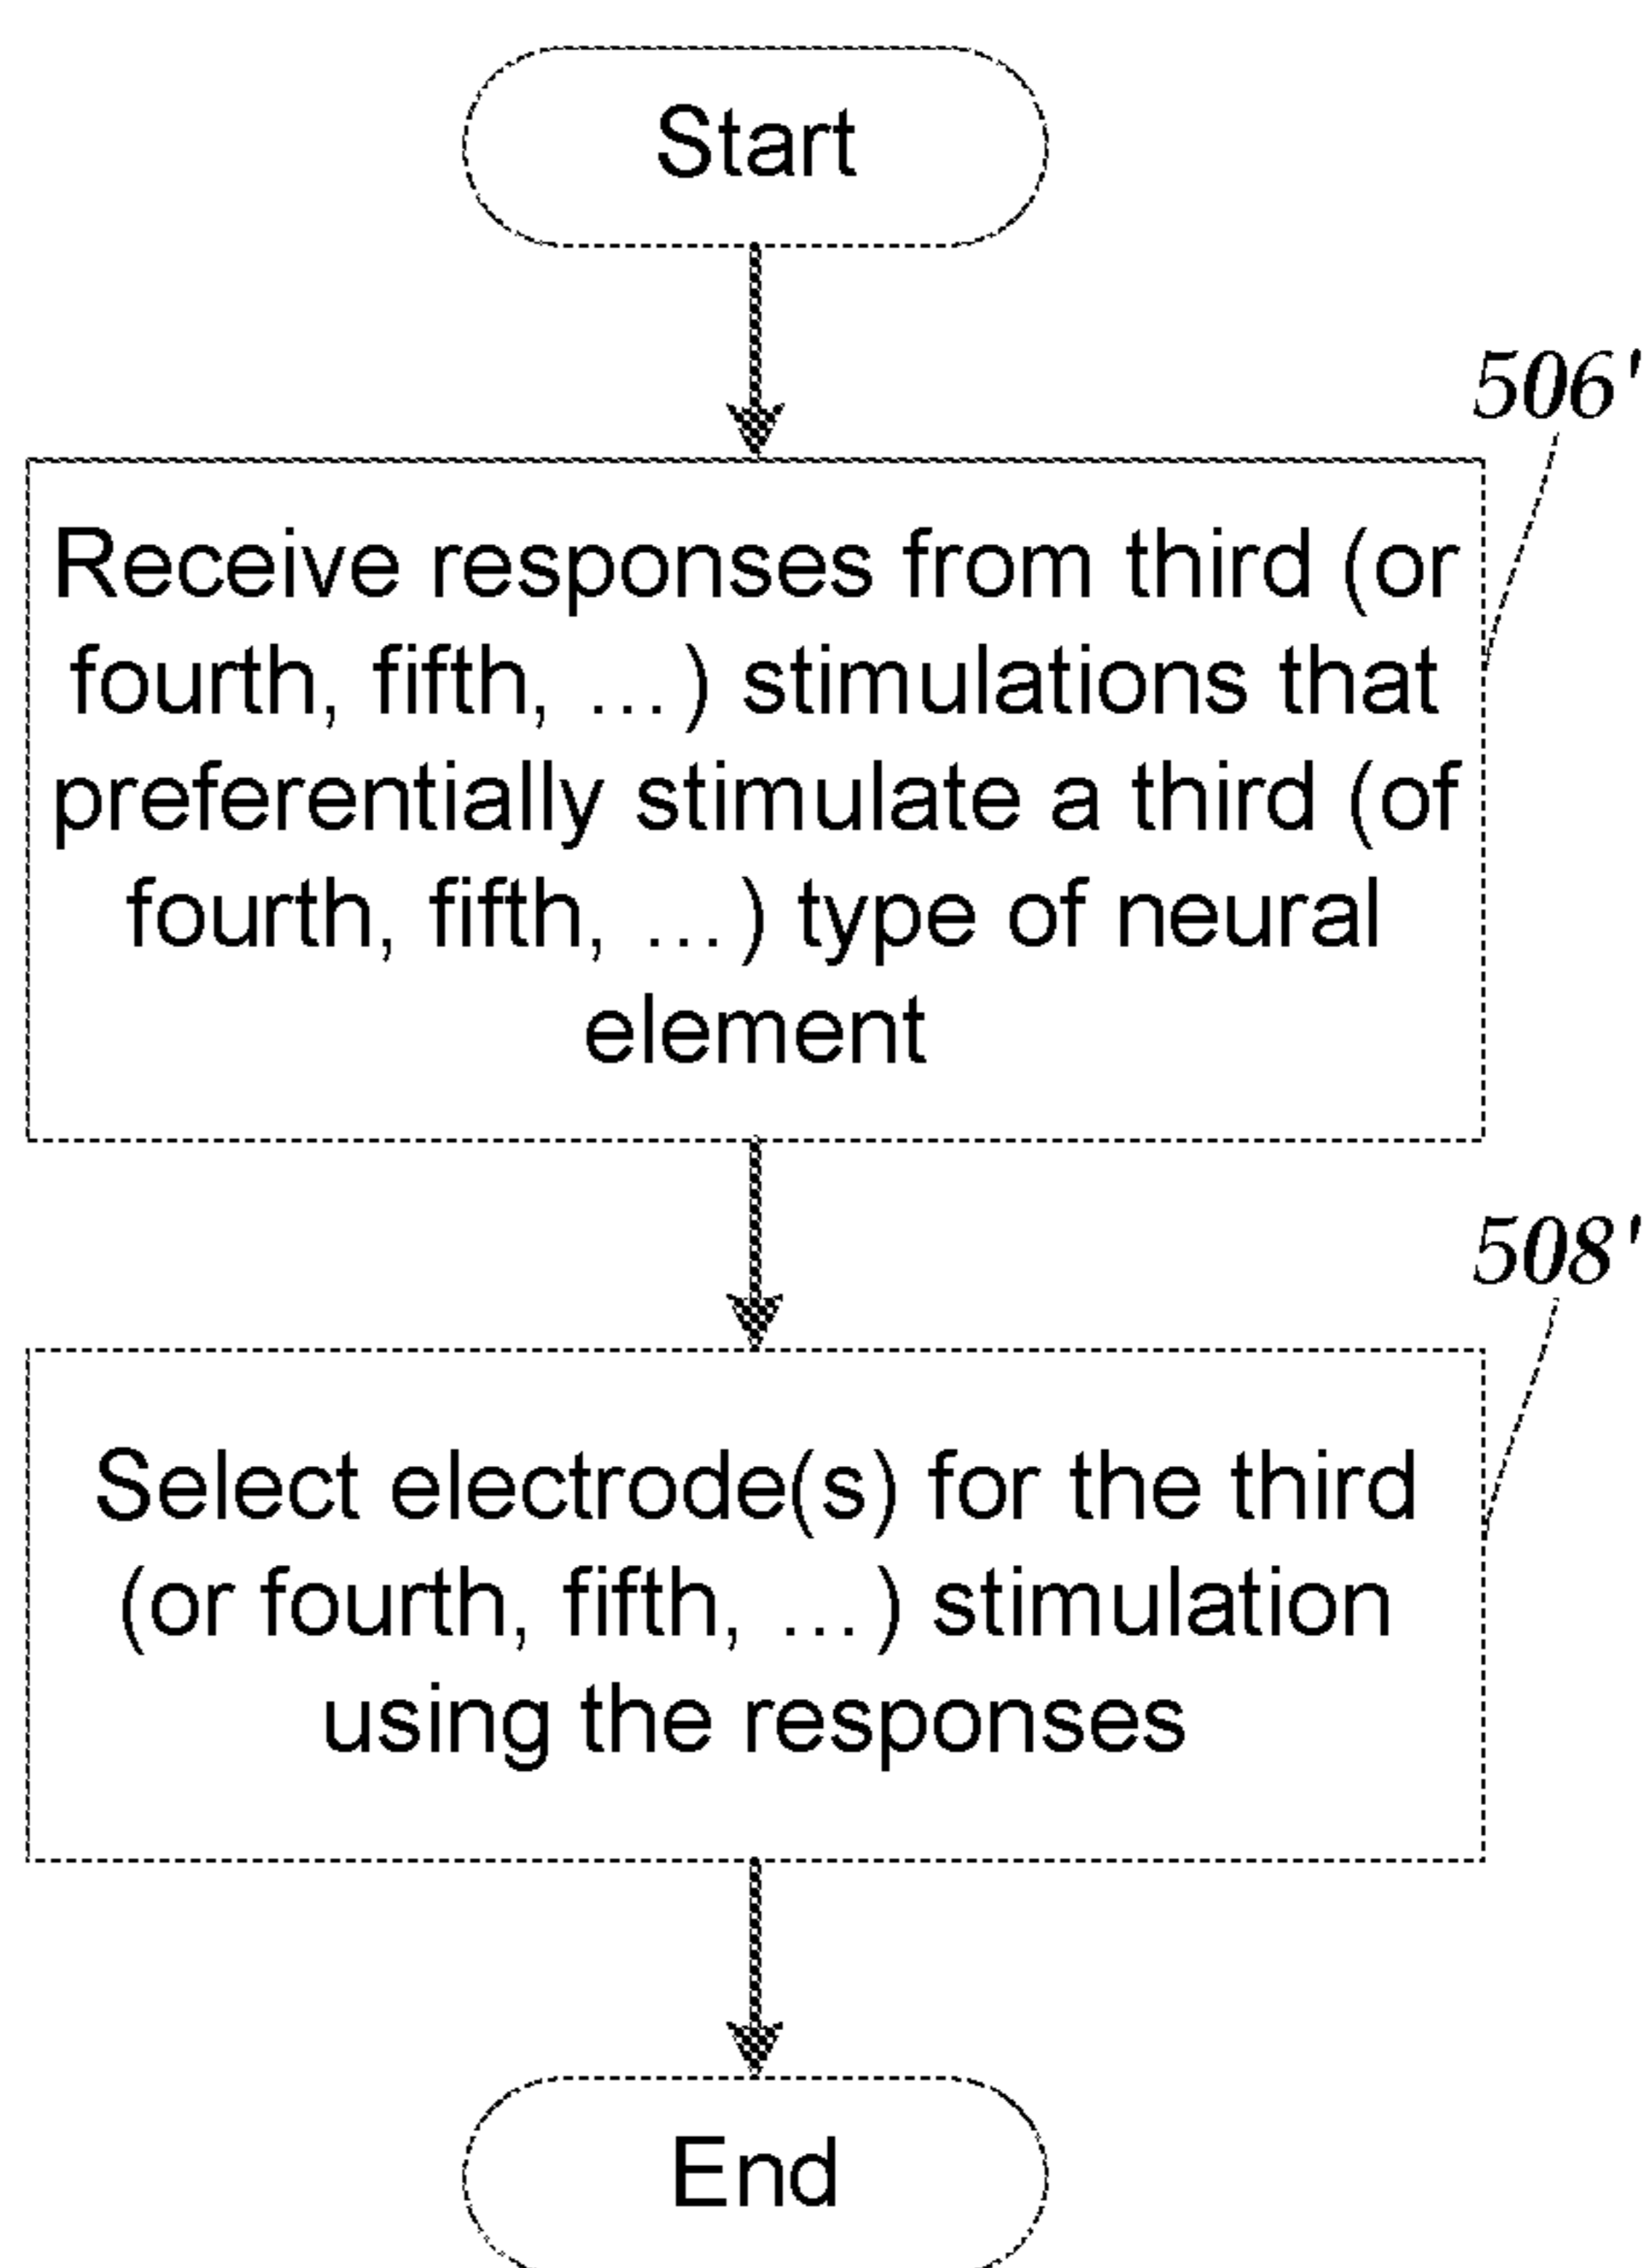 Start
506'
Receive responses from third (or
fourth, fifth, ...) stimulations that
preferentially stimulate a third (of
fourth, fifth, ...) type of neural
element
508'
Select electrode(s) for the third
(or fourth, fifth, ...) stimulation
using the responses
End